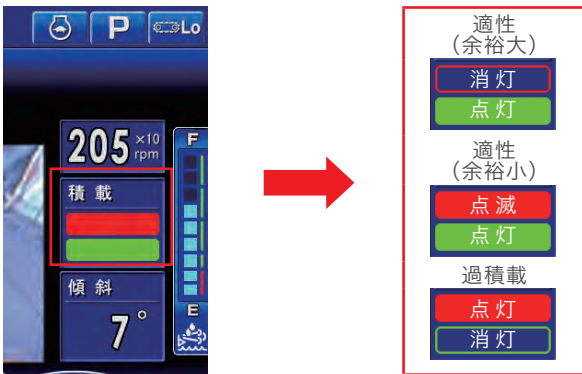 P
Lo
205 ×10 rpm
F
積載
傾斜
7°
E
適性
（余裕大）
消灯
点灯
適性
（余裕小）
点滅
点灯
過積載
点灯
消灯